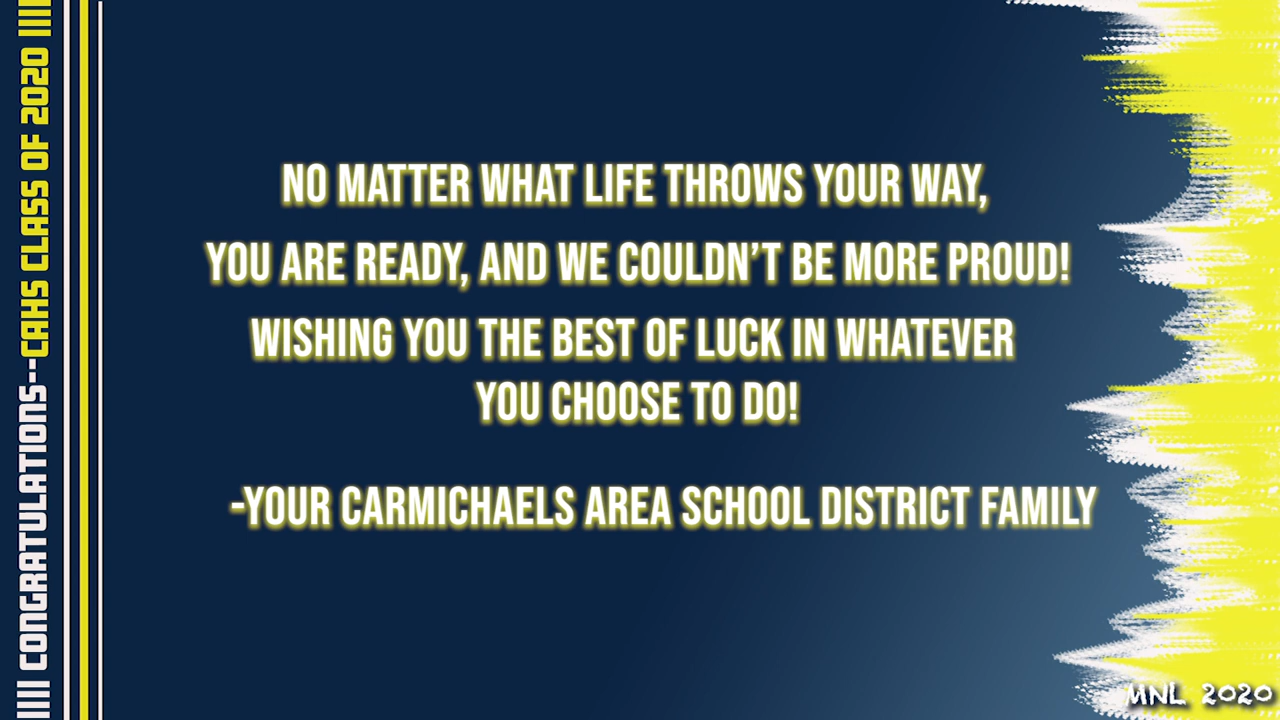 CONGRATULATIONS--CAHS CLASS OF 2020
NO MATTER WHAT LIFE THROWS YOUR WAY,
YOU ARE READY, AND WE COULDN’T BE MORE PROUD!
WISHING YOU THE BEST OF LUCK IN WHATEVER
YOU CHOOSE TO DO!
-YOUR CARMICHAELS AREA SCHOOL DISTRICT FAMILY
MNL 2020